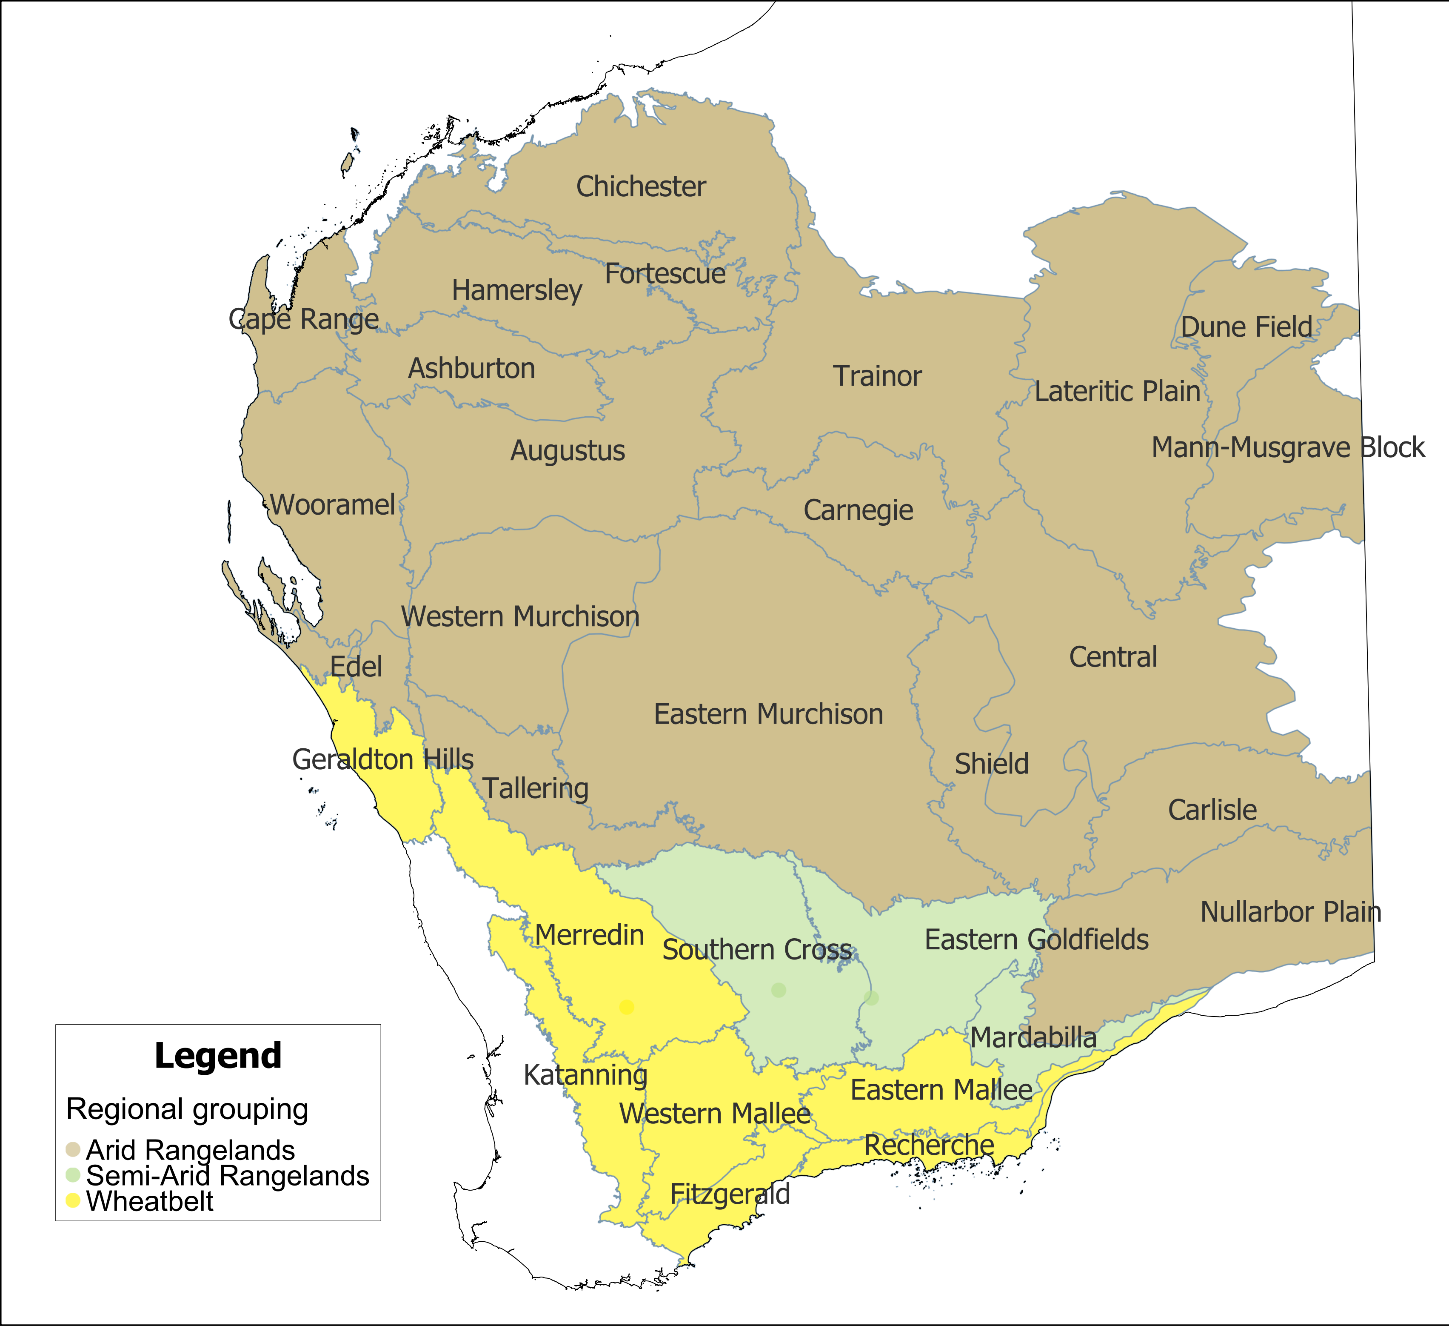 Chichester
Fortescue
Hamersley
Cape Range
Dune Field
Ashburton
Trainor
Lateritic Plain
Augustus
Mann-Musgrave Block
Wooramel
Carnegie
Western Murchison
Central
Edel
Eastern Murchison
Geraldton Hills
Shield
Tallering
Carlisle
Nullarbor Plain
Merredin
Southern Cross
Eastern Goldfields
Mardabilla
Katanning
Eastern Mallee
Western Mallee
Recherche
Fitzgerald
Legend
Regional grouping
Arid Rangelands
Semi-Arid Rangelands
Wheatbelt